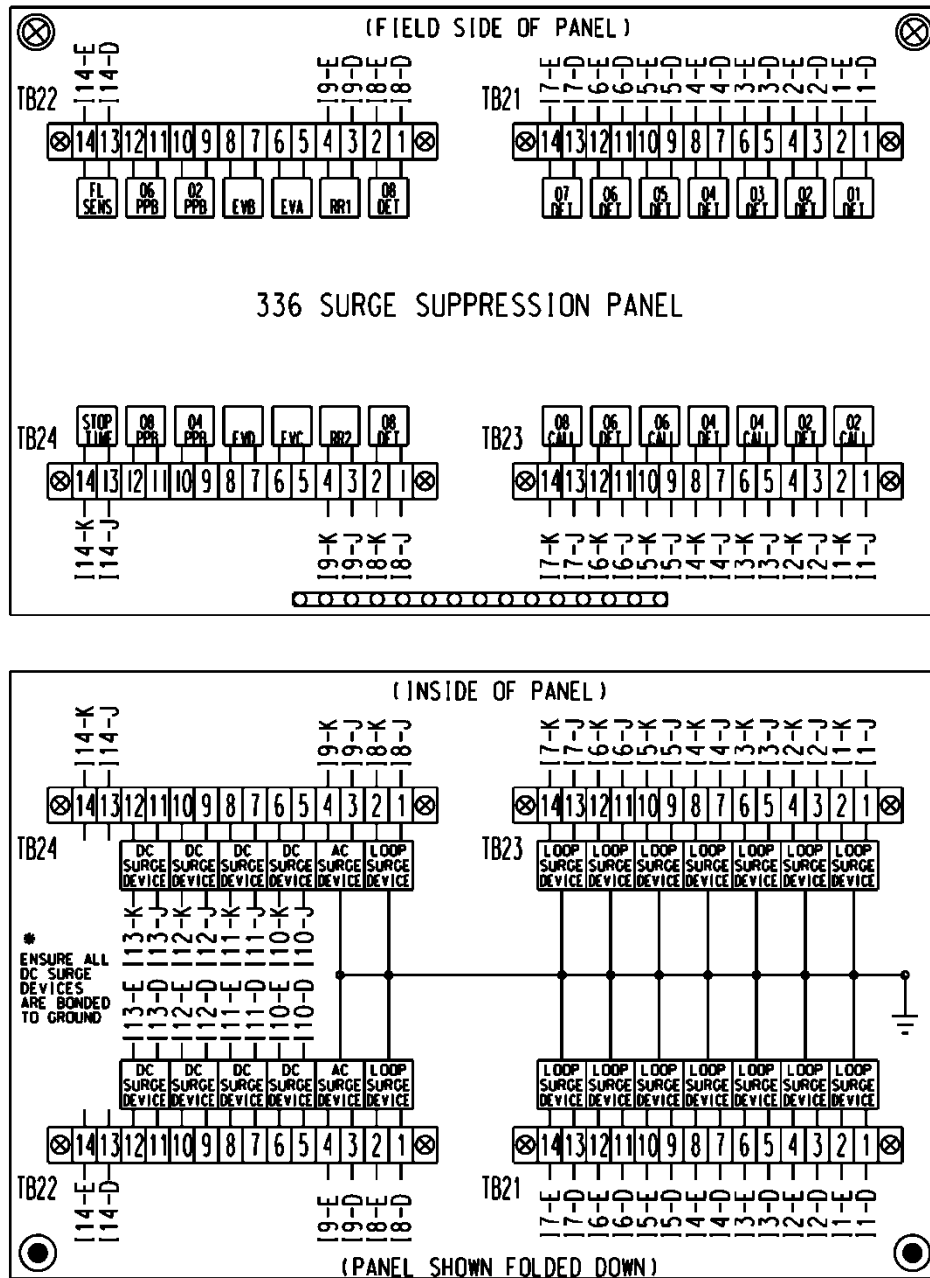 (FIELD SIDE OF PANEL)
TB22
I14-E I14-D I9-E I9-D I8-E I8-D
14 13 12 11 10 9 8 7 6 5 4 3 2 1
FL SENS
06 PPB
02 PPB
EVB
EVA
RR1
08 DET
TB21
I7-E I7-D I6-E I6-D I5-E I5-D I4-E I4-D I3-E I3-D I2-E I2-D I1-E I1-D
14 13 12 11 10 9 8 7 6 5 4 3 2 1
07 DET
06 DET
05 DET
04 DET
03 DET
02 DET
01 DET
336 SURGE SUPPRESSION PANEL
TB24
STOP TIME
08 PPB
04 PPB
EVD
EVC
RR2
08 DET
14 13 12 11 10 9 8 7 6 5 4 3 2 1
I14-K I14-J I9-K I9-J I8-K I8-J
TB23
08 CALL
06 DET
06 CALL
04 DET
04 CALL
02 DET
02 CALL
14 13 12 11 10 9 8 7 6 5 4 3 2 1
I7-K I7-J I6-K I6-J I5-K I5-J I4-K I4-J I3-K I3-J I2-K I2-J I1-K I1-J
(INSIDE OF PANEL)
I14-K I14-J I9-K I9-J I8-K I8-J
14 13 12 11 10 9 8 7 6 5 4 3 2 1
TB24
DC SURGE DEVICE
DC SURGE DEVICE
DC SURGE DEVICE
DC SURGE DEVICE
AC SURGE DEVICE
LOOP SURGE DEVICE
I13-K I13-J I12-K I12-J I11-K I11-J I10-K I10-J
I7-K I7-J I6-K I6-J I5-K I5-J I4-K I4-J I3-K I3-J I2-K I2-J I1-K I1-J
14 13 12 11 10 9 8 7 6 5 4 3 2 1
TB23
LOOP SURGE DEVICE
LOOP SURGE DEVICE
LOOP SURGE DEVICE
LOOP SURGE DEVICE
LOOP SURGE DEVICE
LOOP SURGE DEVICE
LOOP SURGE DEVICE
*
ENSURE ALL
DC SURGE
DEVICES
ARE BONDED
TO GROUND
I13-E I13-D I12-E I12-D I11-E I11-D I10-E I10-D
DC SURGE DEVICE
DC SURGE DEVICE
DC SURGE DEVICE
DC SURGE DEVICE
AC SURGE DEVICE
LOOP SURGE DEVICE
14 13 12 11 10 9 8 7 6 5 4 3 2 1
TB22
I14-E I14-D I9-E I9-D I8-E I8-D
LOOP SURGE DEVICE
LOOP SURGE DEVICE
LOOP SURGE DEVICE
LOOP SURGE DEVICE
LOOP SURGE DEVICE
LOOP SURGE DEVICE
LOOP SURGE DEVICE
14 13 12 11 10 9 8 7 6 5 4 3 2 1
TB21
I7-E I7-D I6-E I6-D I5-E I5-D I4-E I4-D I3-E I3-D I2-E I2-D I1-E I1-D
(PANEL SHOWN FOLDED DOWN)